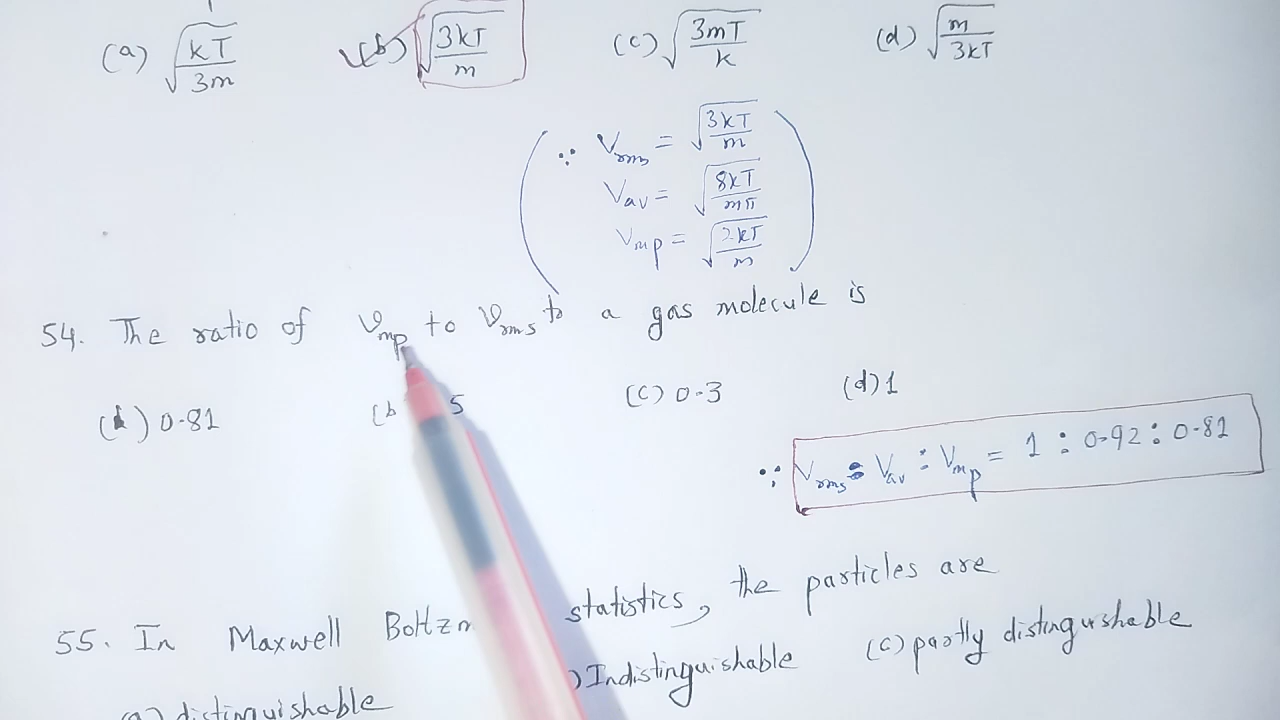 (a) √kT/3m (b) √3kT/m (c) √3mT/k (d) √m/3kT
∵ Vrms = √3kT/m
Vav = √8kT/mπ
Vmp = √2kT/m
54. The ratio of Vmp to Vrms to a gas molecule is
( ) 0.81 (b 5 (c) 0.3 (d) 1
∵ Vrms : Vav : Vmp = 1 : 0.92 : 0.81
55. In Maxwell statistics, the particles are
(a) distinguishable )Indistinguishable (c) partly distinguishable